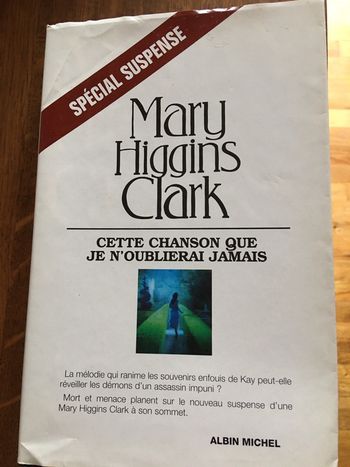 SPÉCIAL SUSPENSE
Mary
Higgins
Clark
CETTE CHANSON QUE
JE N'OUBLIERAI JAMAIS
La mélodie qui ranime les souvenirs enfouis de Kay peut-elle
réveiller les démons d'un assassin impuni ?
Mort et menace planent sur le nouveau suspense d'une
Mary Higgins Clark à son sommet.
ALBIN MICHEL